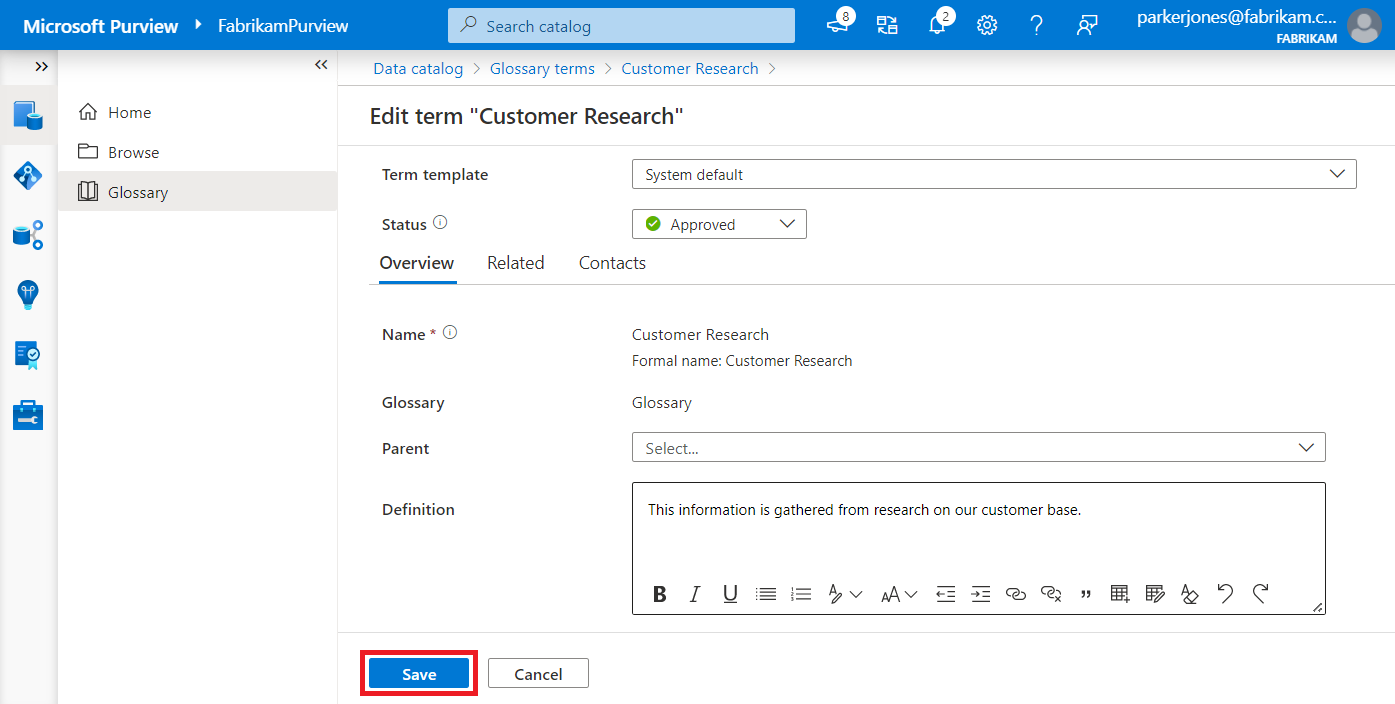 Microsoft Purview FabrikamPurview Search catalog 8 2 parkerjones@fabrikam.c...
FABRIKAM
Data catalog > Glossary terms > Customer Research >
Home
Browse
Glossary
Edit term "Customer Research"
Term template System default
Status Approved
Overview Related Contacts
Name * Customer Research
Formal name: Customer Research
Glossary Glossary
Parent Select...
Definition This information is gathered from research on our customer base.
Save Cancel